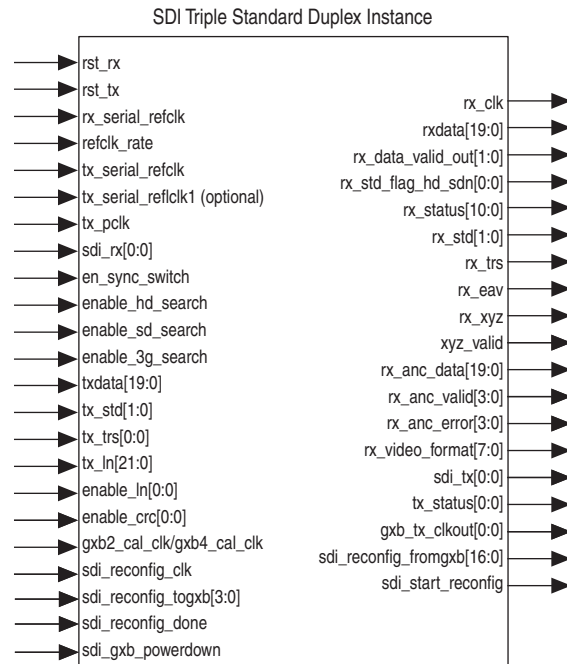 SDI Triple Standard Duplex Instance
rst_rx
rst_tx
rx_serial_refclk
refclk_rate
tx_serial_refclk
tx_serial_reflclk1 (optional)
tx_pclk
sdi_rx[0:0]
en_sync_switch
enable_hd_search
enable_sd_search
enable_3g_search
txdata[19:0]
tx_std[1:0]
tx_trs[0:0]
tx_ln[21:0]
enable_ln[0:0]
enable_crc[0:0]
gxb2_cal_clk/gxb4_cal_clk
sdi_reconfig_clk
sdi_reconfig_togxb[3:0]
sdi_reconfig_done
sdi_gxb_powerdown
rx_clk
rxdata[19:0]
rx_data_valid_out[1:0]
rx_std_flag_hd_sdn[0:0]
rx_status[10:0]
rx_std[1:0]
rx_trs
rx_eav
rx_xyz
xyz_valid
rx_anc_data[19:0]
rx_anc_valid[3:0]
rx_anc_error[3:0]
rx_video_format[7:0]
sdi_tx[0:0]
tx_status[0:0]
gxb_tx_clkout[0:0]
sdi_reconfig_fromgxb[16:0]
sdi_start_reconfig